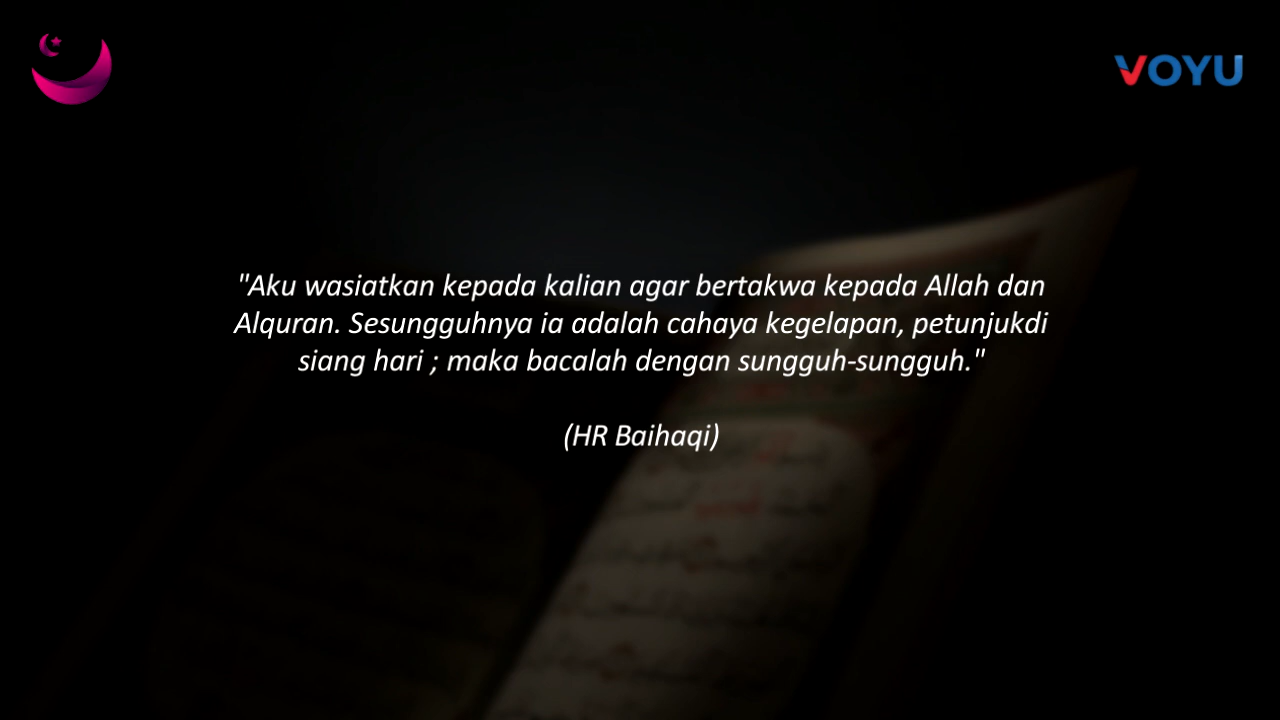 VOYU
"Aku wasiatkan kepada kalian agar bertakwa kepada Allah dan
Alquran. Sesungguhnya ia adalah cahaya kegelapan, petunjukdi
siang hari ; maka bacalah dengan sungguh-sungguh."
(HR Baihaqi)